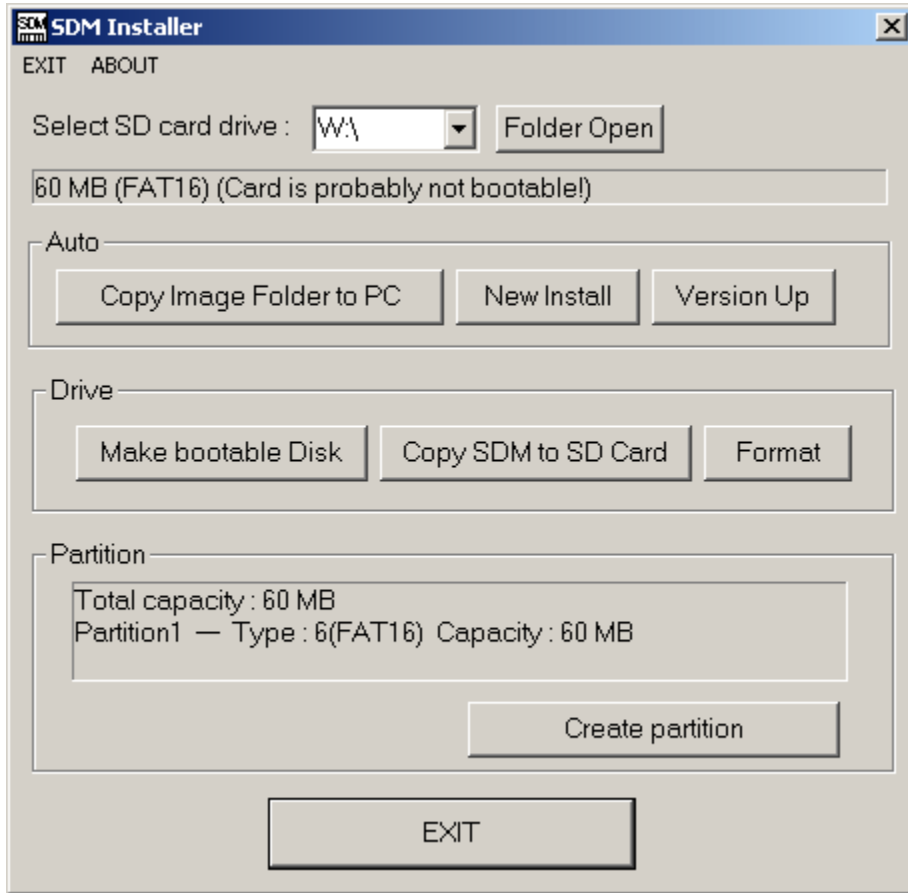 SDM Installer
EXIT ABOUT
Select SD card drive : W:\ Folder Open
60 MB (FAT16) (Card is probably not bootable!)
Auto
Copy Image Folder to PC New Install Version Up
Drive
Make bootable Disk Copy SDM to SD Card Format
Partition
Total capacity : 60 MB
Partition1 — Type : 6(FAT16) Capacity : 60 MB
Create partition
EXIT